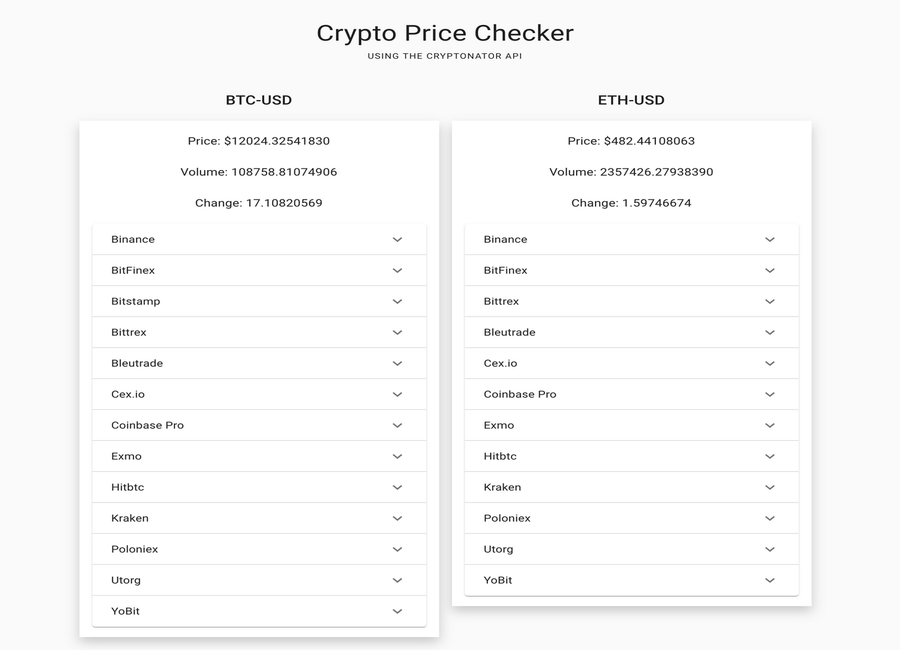 Crypto Price Checker
USING THE CRYPTONATOR API
BTC-USD
Price: $12024.32541830
Volume: 108758.81074906
Change: 17.10820569
Binance
BitFinex
Bitstamp
Bittrex
Bleutrade
Cex.io
Coinbase Pro
Exmo
Hitbtc
Kraken
Poloniex
Utorg
YoBit
ETH-USD
Price: $482.44108063
Volume: 2357426.27938390
Change: 1.59746674
Binance
BitFinex
Bittrex
Bleutrade
Cex.io
Coinbase Pro
Exmo
Hitbtc
Kraken
Poloniex
Utorg
YoBit